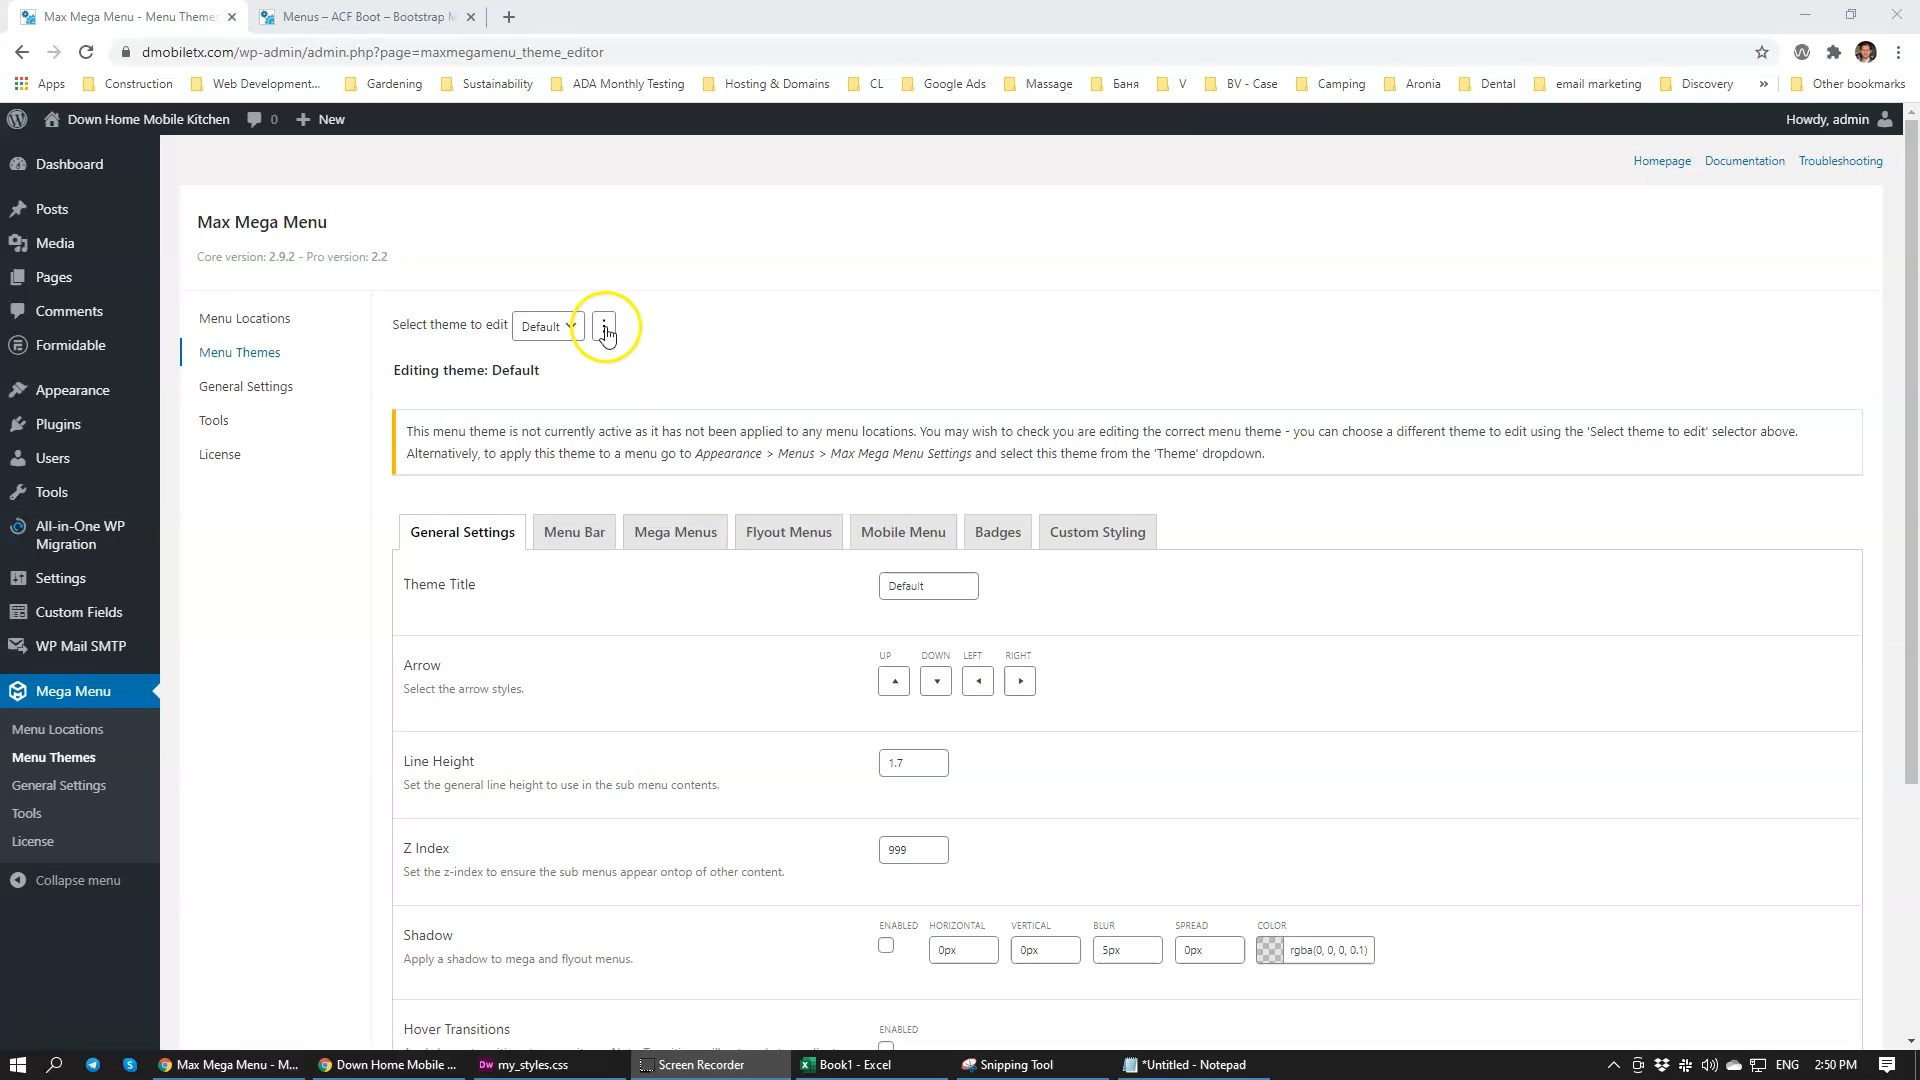 Max Mega Menu - Menu Themes
Menus – ACF Boot – Bootstrap M
dmobiletx.com/wp-admin/admin.php?page=maxmegamenu_theme_editor
Apps Construction Web Development... Gardening Sustainability ADA Monthly Testing Hosting & Domains CL Google Ads Massage Баня V BV - Case Camping Aronia Dental email marketing Discovery » Other bookmarks
Down Home Mobile Kitchen 0 + New Howdy, admin
Homepage Documentation Troubleshooting
Dashboard
Posts
Media
Pages
Comments
Formidable
Appearance
Plugins
Users
Tools
All-in-One WP
Migration
Settings
Custom Fields
WP Mail SMTP
Mega Menu
Menu Locations
Menu Themes
General Settings
Tools
License
Collapse menu
Max Mega Menu
Core version: 2.9.2 - Pro version: 2.2
Menu Locations
Menu Themes
General Settings
Tools
License
Select theme to edit Default
Editing theme: Default
This menu theme is not currently active as it has not been applied to any menu locations. You may wish to check you are editing the correct menu theme - you can choose a different theme to edit using the 'Select theme to edit' selector above.
Alternatively, to apply this theme to a menu go to Appearance > Menus > Max Mega Menu Settings and select this theme from the 'Theme' dropdown.
General Settings Menu Bar Mega Menus Flyout Menus Mobile Menu Badges Custom Styling
Theme Title Default
UP DOWN LEFT RIGHT
Arrow
Select the arrow styles.
Line Height 1.7
Set the general line height to use in the sub menu contents.
Z Index 999
Set the z-index to ensure the sub menus appear ontop of other content.
ENABLED HORIZONTAL VERTICAL BLUR SPREAD COLOR
Shadow 0px 0px 5px 0px rgba(0, 0, 0, 0.1)
Apply a shadow to mega and flyout menus.
Hover Transitions ENABLED
Max Mega Menu - M... Down Home Mobile ... Dw my_styles.css Screen Recorder Book1 - Excel Snipping Tool *Untitled - Notepad ENG 2:50 PM